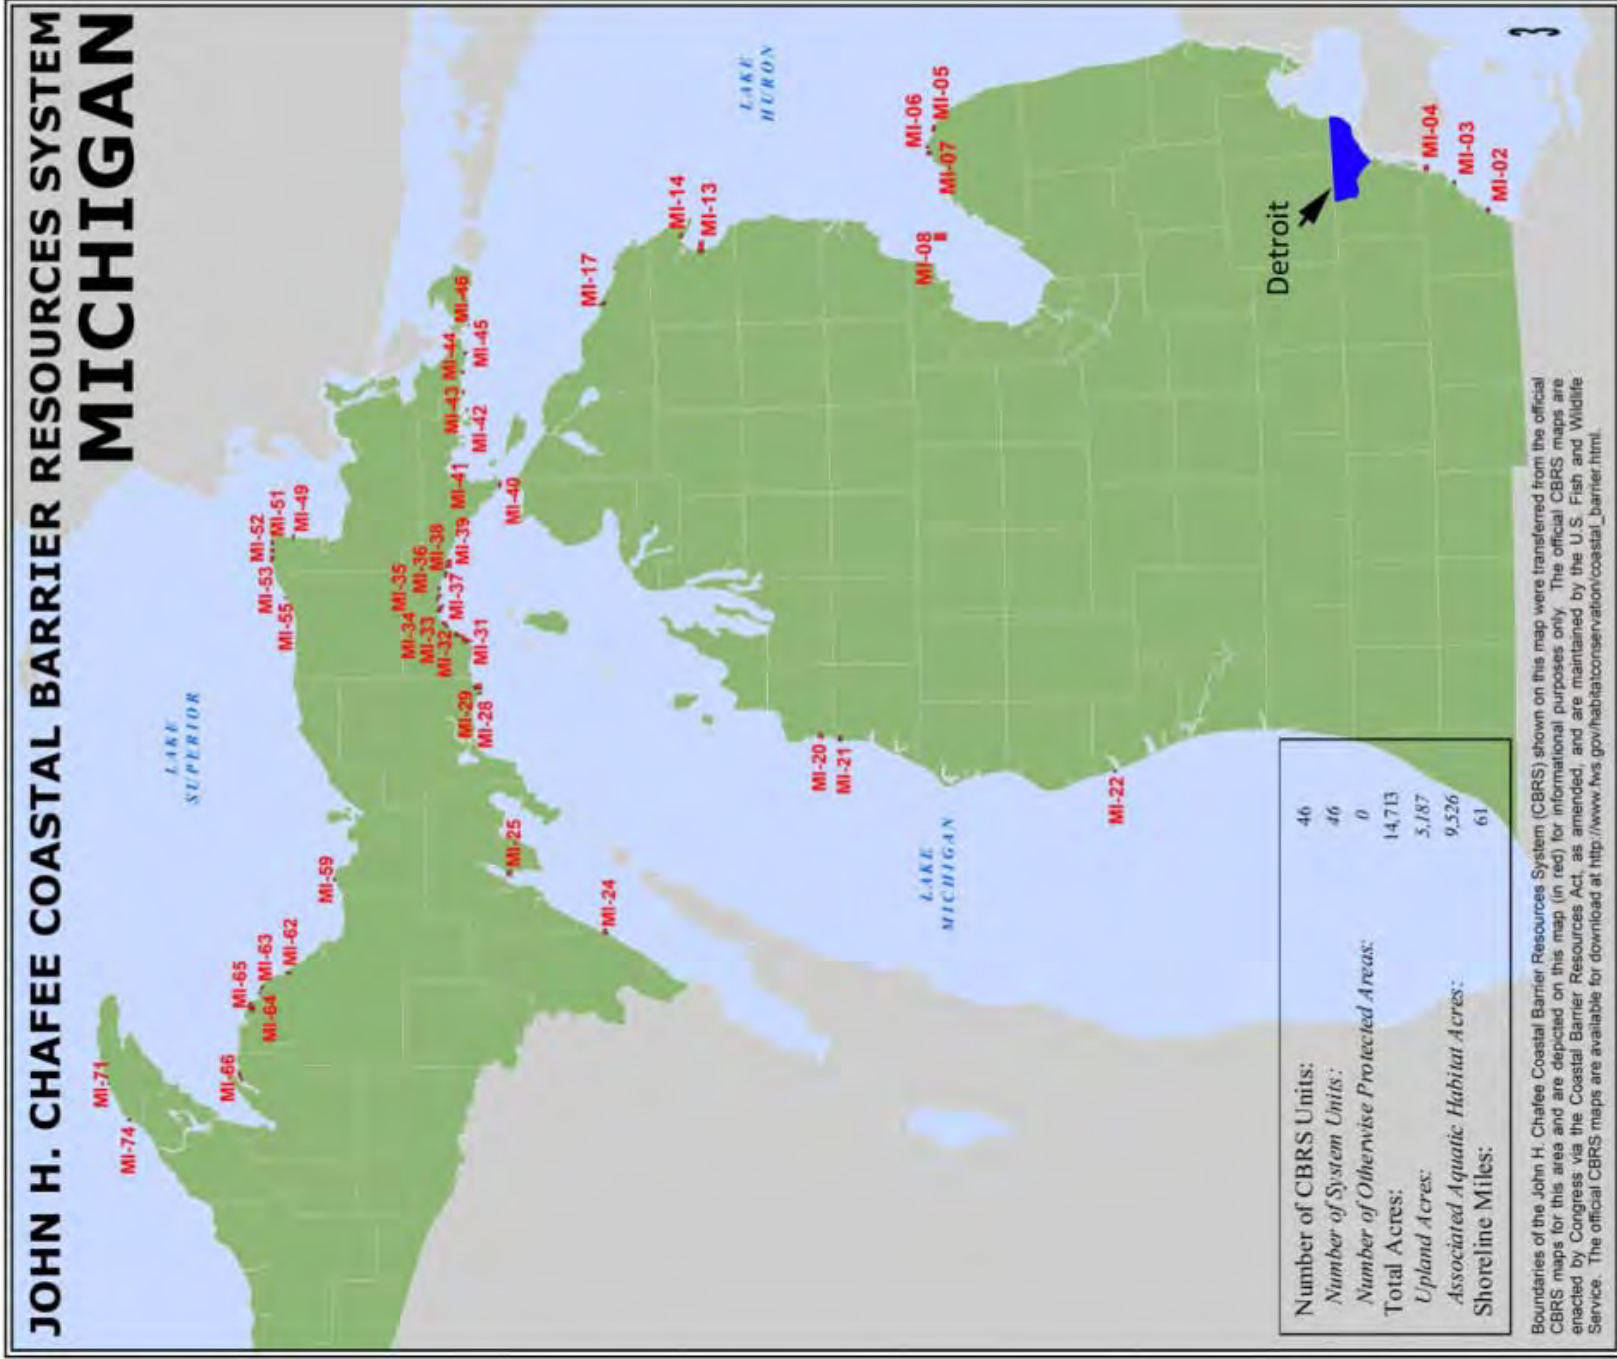 JOHN H. CHAFEE COASTAL BARRIER RESOURCES SYSTEM
MICHIGAN
MI-74
MI-71
MI-66
MI-65
MI-64
MI-63
MI-62
MI-59
LAKE
SUPERIOR
MI-55
MI-53
MI-52
MI-51
MI-49
MI-24
MI-25
MI-29
MI-28
MI-34
MI-33
MI-32
MI-31
MI-35
MI-36
MI-38
MI-37
MI-39
MI-41
MI-40
MI-43
MI-42
MI-44
MI-45
MI-46
MI-17
MI-14
MI-13
LAKE
HURON
MI-20
MI-21
LAKE
MICHIGAN
MI-22
MI-08
MI-06
MI-05
MI-07
Detroit
MI-04
MI-03
MI-02
Number of CBRS Units: 46
Number of System Units: 46
Number of Otherwise Protected Areas: 0
Total Acres: 14,713
Upland Acres: 5,187
Associated Aquatic Habitat Acres: 9,526
Shoreline Miles: 61
Boundaries of the John H. Chafee Coastal Barrier Resources System (CBRS) shown on this map were transferred from the official
CBRS maps for this area and are depicted on this map (in red) for informational purposes only. The official CBRS maps are
enacted by Congress via the Coastal Barrier Resources Act, as amended, and are maintained by the U.S. Fish and Wildlife
Service. The official CBRS maps are available for download at http://www.fws.gov/habitatconservation/coastal_barrier.html.
3